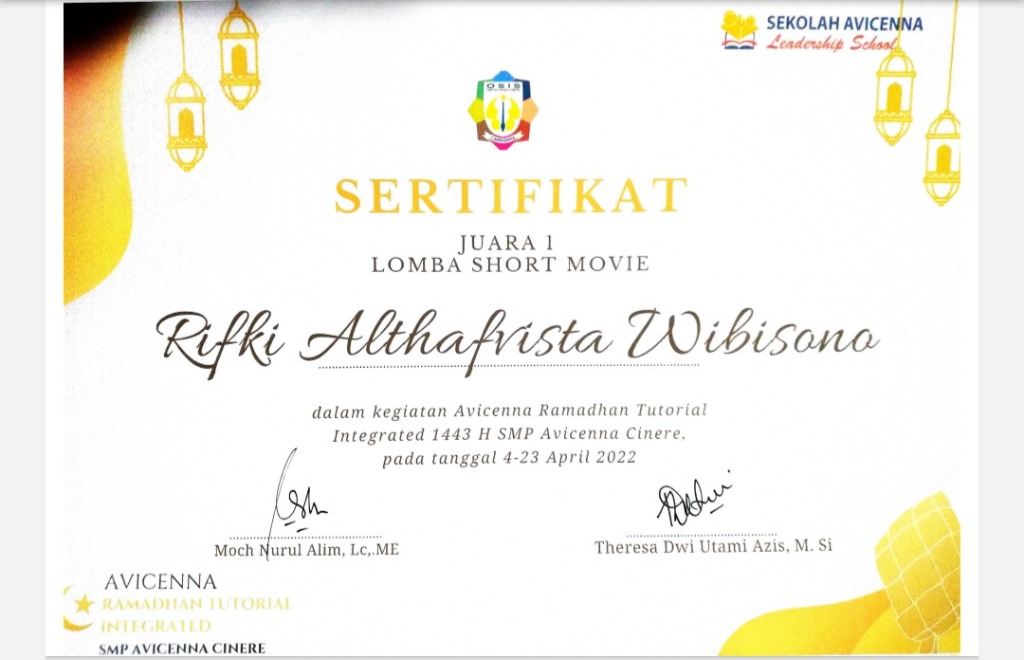 SEKOLAH AVICENNA
Leadership School
OSIS
SERTIFIKAT
JUARA 1
LOMBA SHORT MOVIE
Rifki Althafrista Wibisono
dalam kegiatan Avicenna Ramadhan Tutorial
Integrated 1443 H SMP Avicenna Cinere,
pada tanggal 4-23 April 2022
Moch Nurul Alim, Lc,.ME
Theresa Dwi Utami Azis, M. Si
AVICENNA
RAMADHAN TUTORIAL
INTEGRATED
SMP AVICENNA CINERE